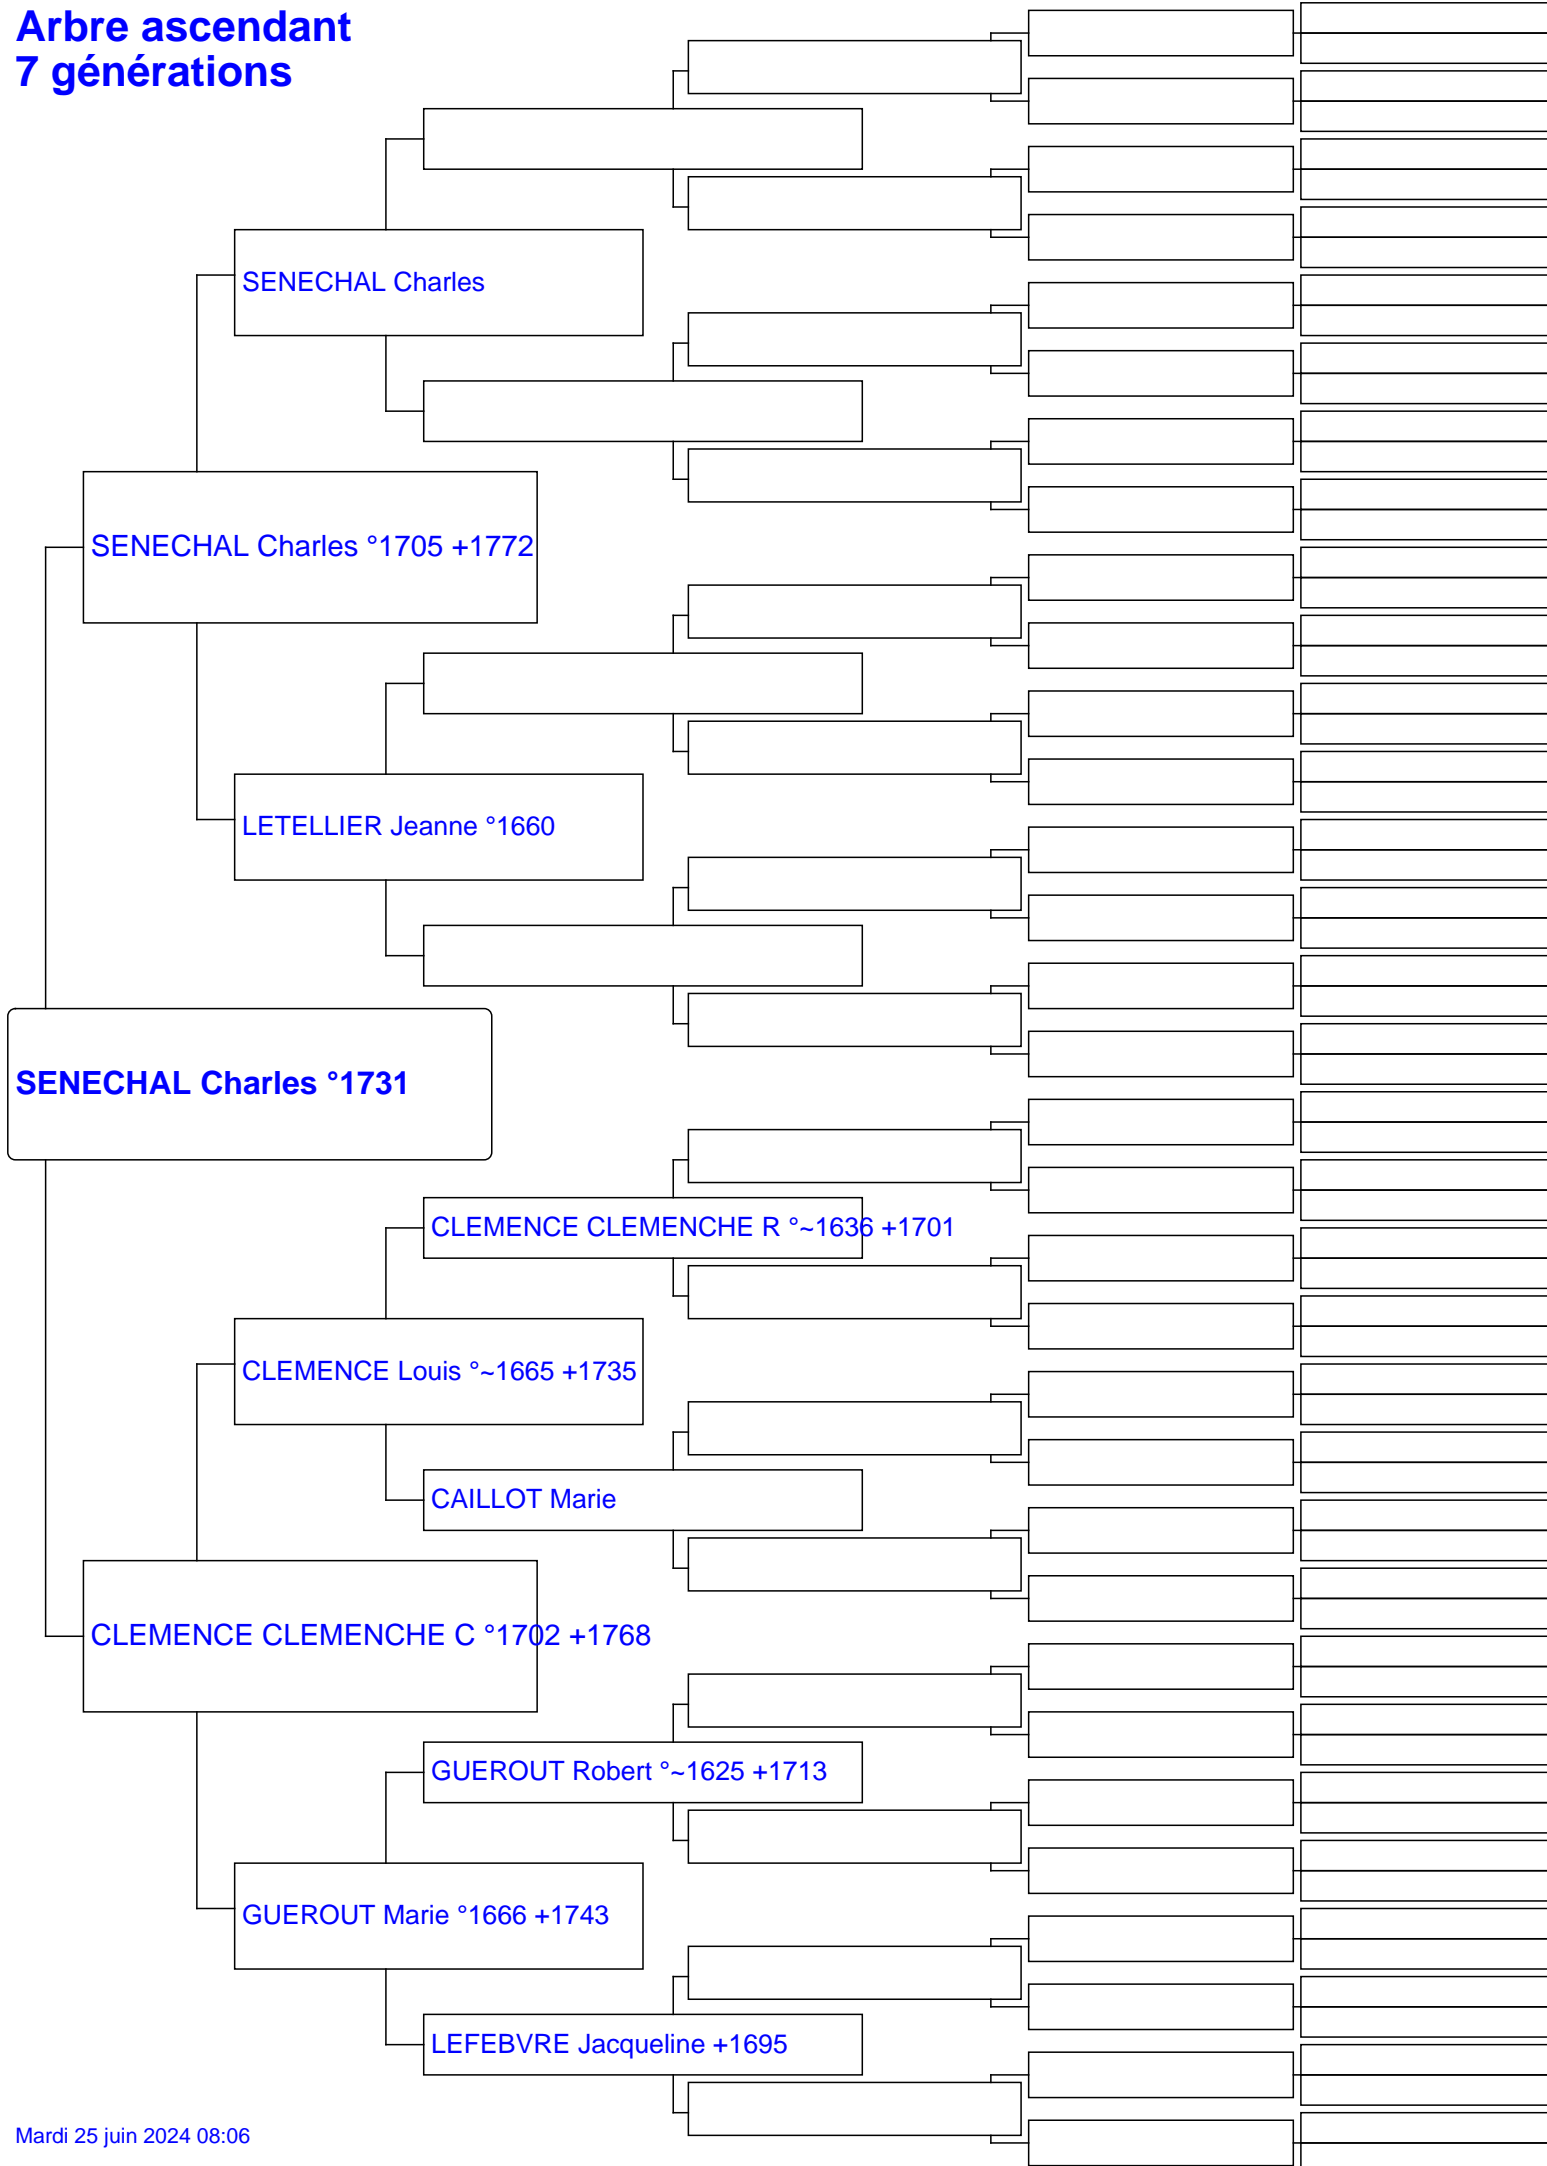 Arbre ascendant
7 générations
SENECHAL Charles
SENECHAL Charles °1705 +1772
LETELLIER Jeanne °1660
SENECHAL Charles °1731
CLEMENCE CLEMENCHE R °~1636 +1701
CLEMENCE Louis °~1665 +1735
CAILLOT Marie
CLEMENCE CLEMENCHE C °1702 +1768
GUEROUT Robert °~1625 +1713
GUEROUT Marie °1666 +1743
LEFEBVRE Jacqueline +1695
Mardi 25 juin 2024 08:06